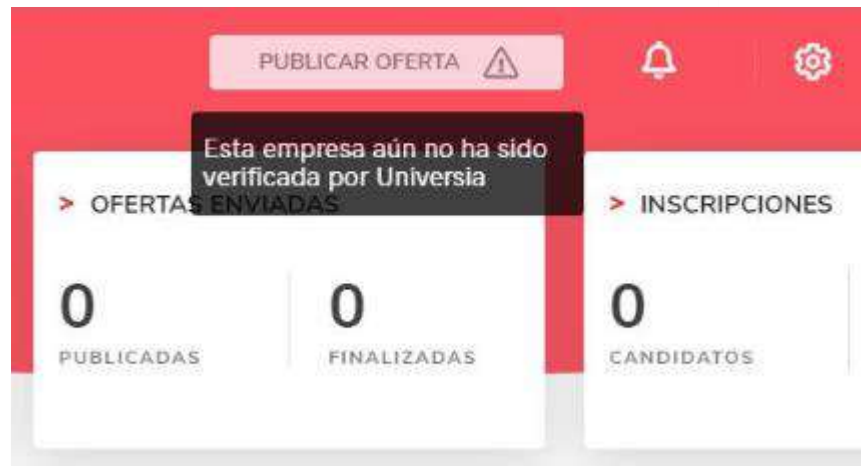 PUBLICAR OFERTA
Esta empresa aún no ha sido
verificada por Universia
> OFERTAS ENVIADAS
> INSCRIPCIONES
0
0
0
PUBLICADAS
FINALIZADAS
CANDIDATOS